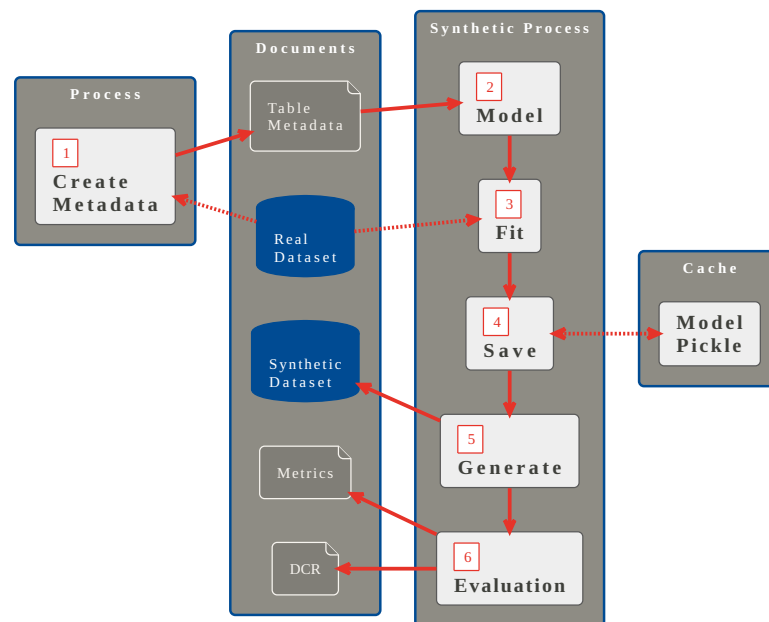 Process
1
Create
Metadata
Documents
Table
Metadata
Real
Dataset
Synthetic
Dataset
Metrics
DCR
Synthetic Process
2
Model
3
Fit
4
Save
5
Generate
6
Evaluation
Cache
Model
Pickle